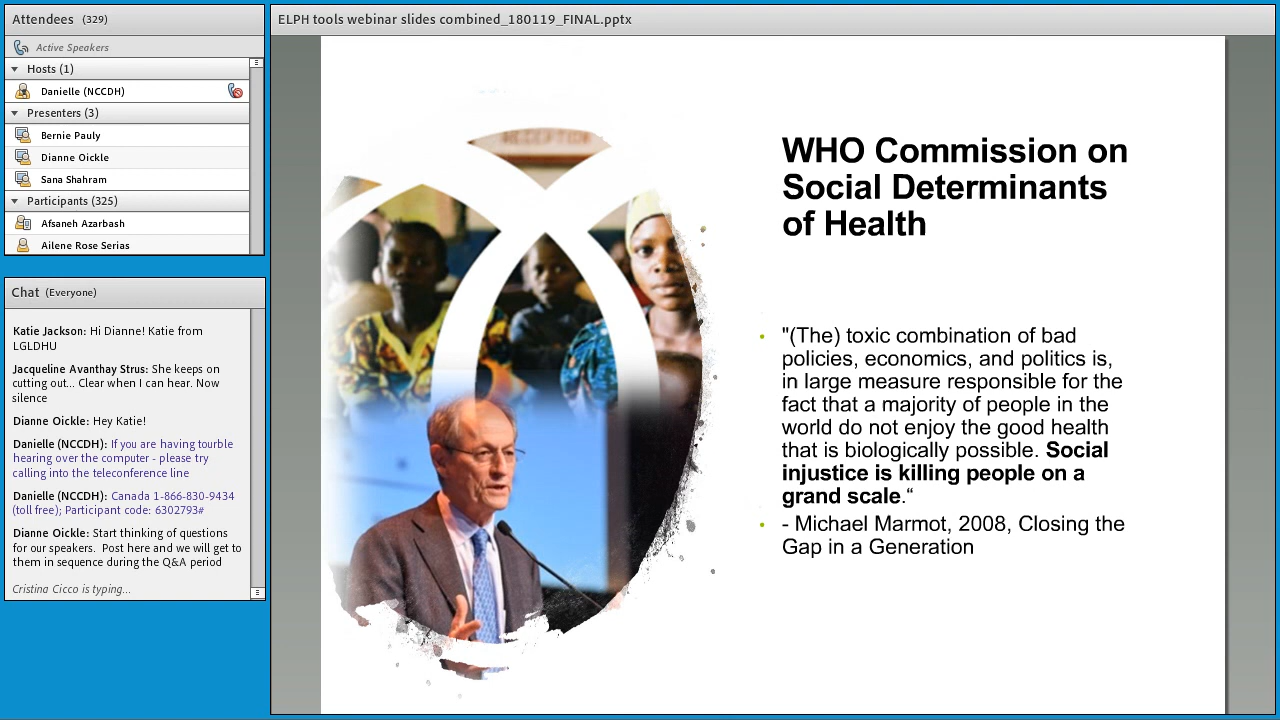 Attendees (329)
Active Speakers
Hosts (1)
Danielle (NCCDH)
Presenters (3)
Bernie Pauly
Dianne Oickle
Sana Shahram
Participants (325)
Afsaneh Azarbash
Ailene Rose Serias
Chat (Everyone)
Katie Jackson: Hi Dianne! Katie from
LGLDHU
Jacqueline Avanthay Strus: She keeps on
cutting out... Clear when I can hear. Now
silence
Dianne Oickle: Hey Katie!
Danielle (NCCDH): If you are having tourble
hearing over the computer - please try
calling into the teleconference line
Danielle (NCCDH): Canada 1-866-830-9434
(toll free); Partcipant code: 6302793#
Dianne Oickle: Start thinking of questions
for our speakers. Post here and we will get to
them in sequence during the Q&A period
Cristina Cicco is typing...
ELPH tools webinar slides combined_180119_FINAL.pptx
RECEPTION
WHO Commission on
Social Determinants
of Health
• "(The) toxic combination of bad
policies, economics, and politics is,
in large measure responsible for the
fact that a majority of people in the
world do not enjoy the good health
that is biologically possible. Social
injustice is killing people on a
grand scale.“
• - Michael Marmot, 2008, Closing the
Gap in a Generation